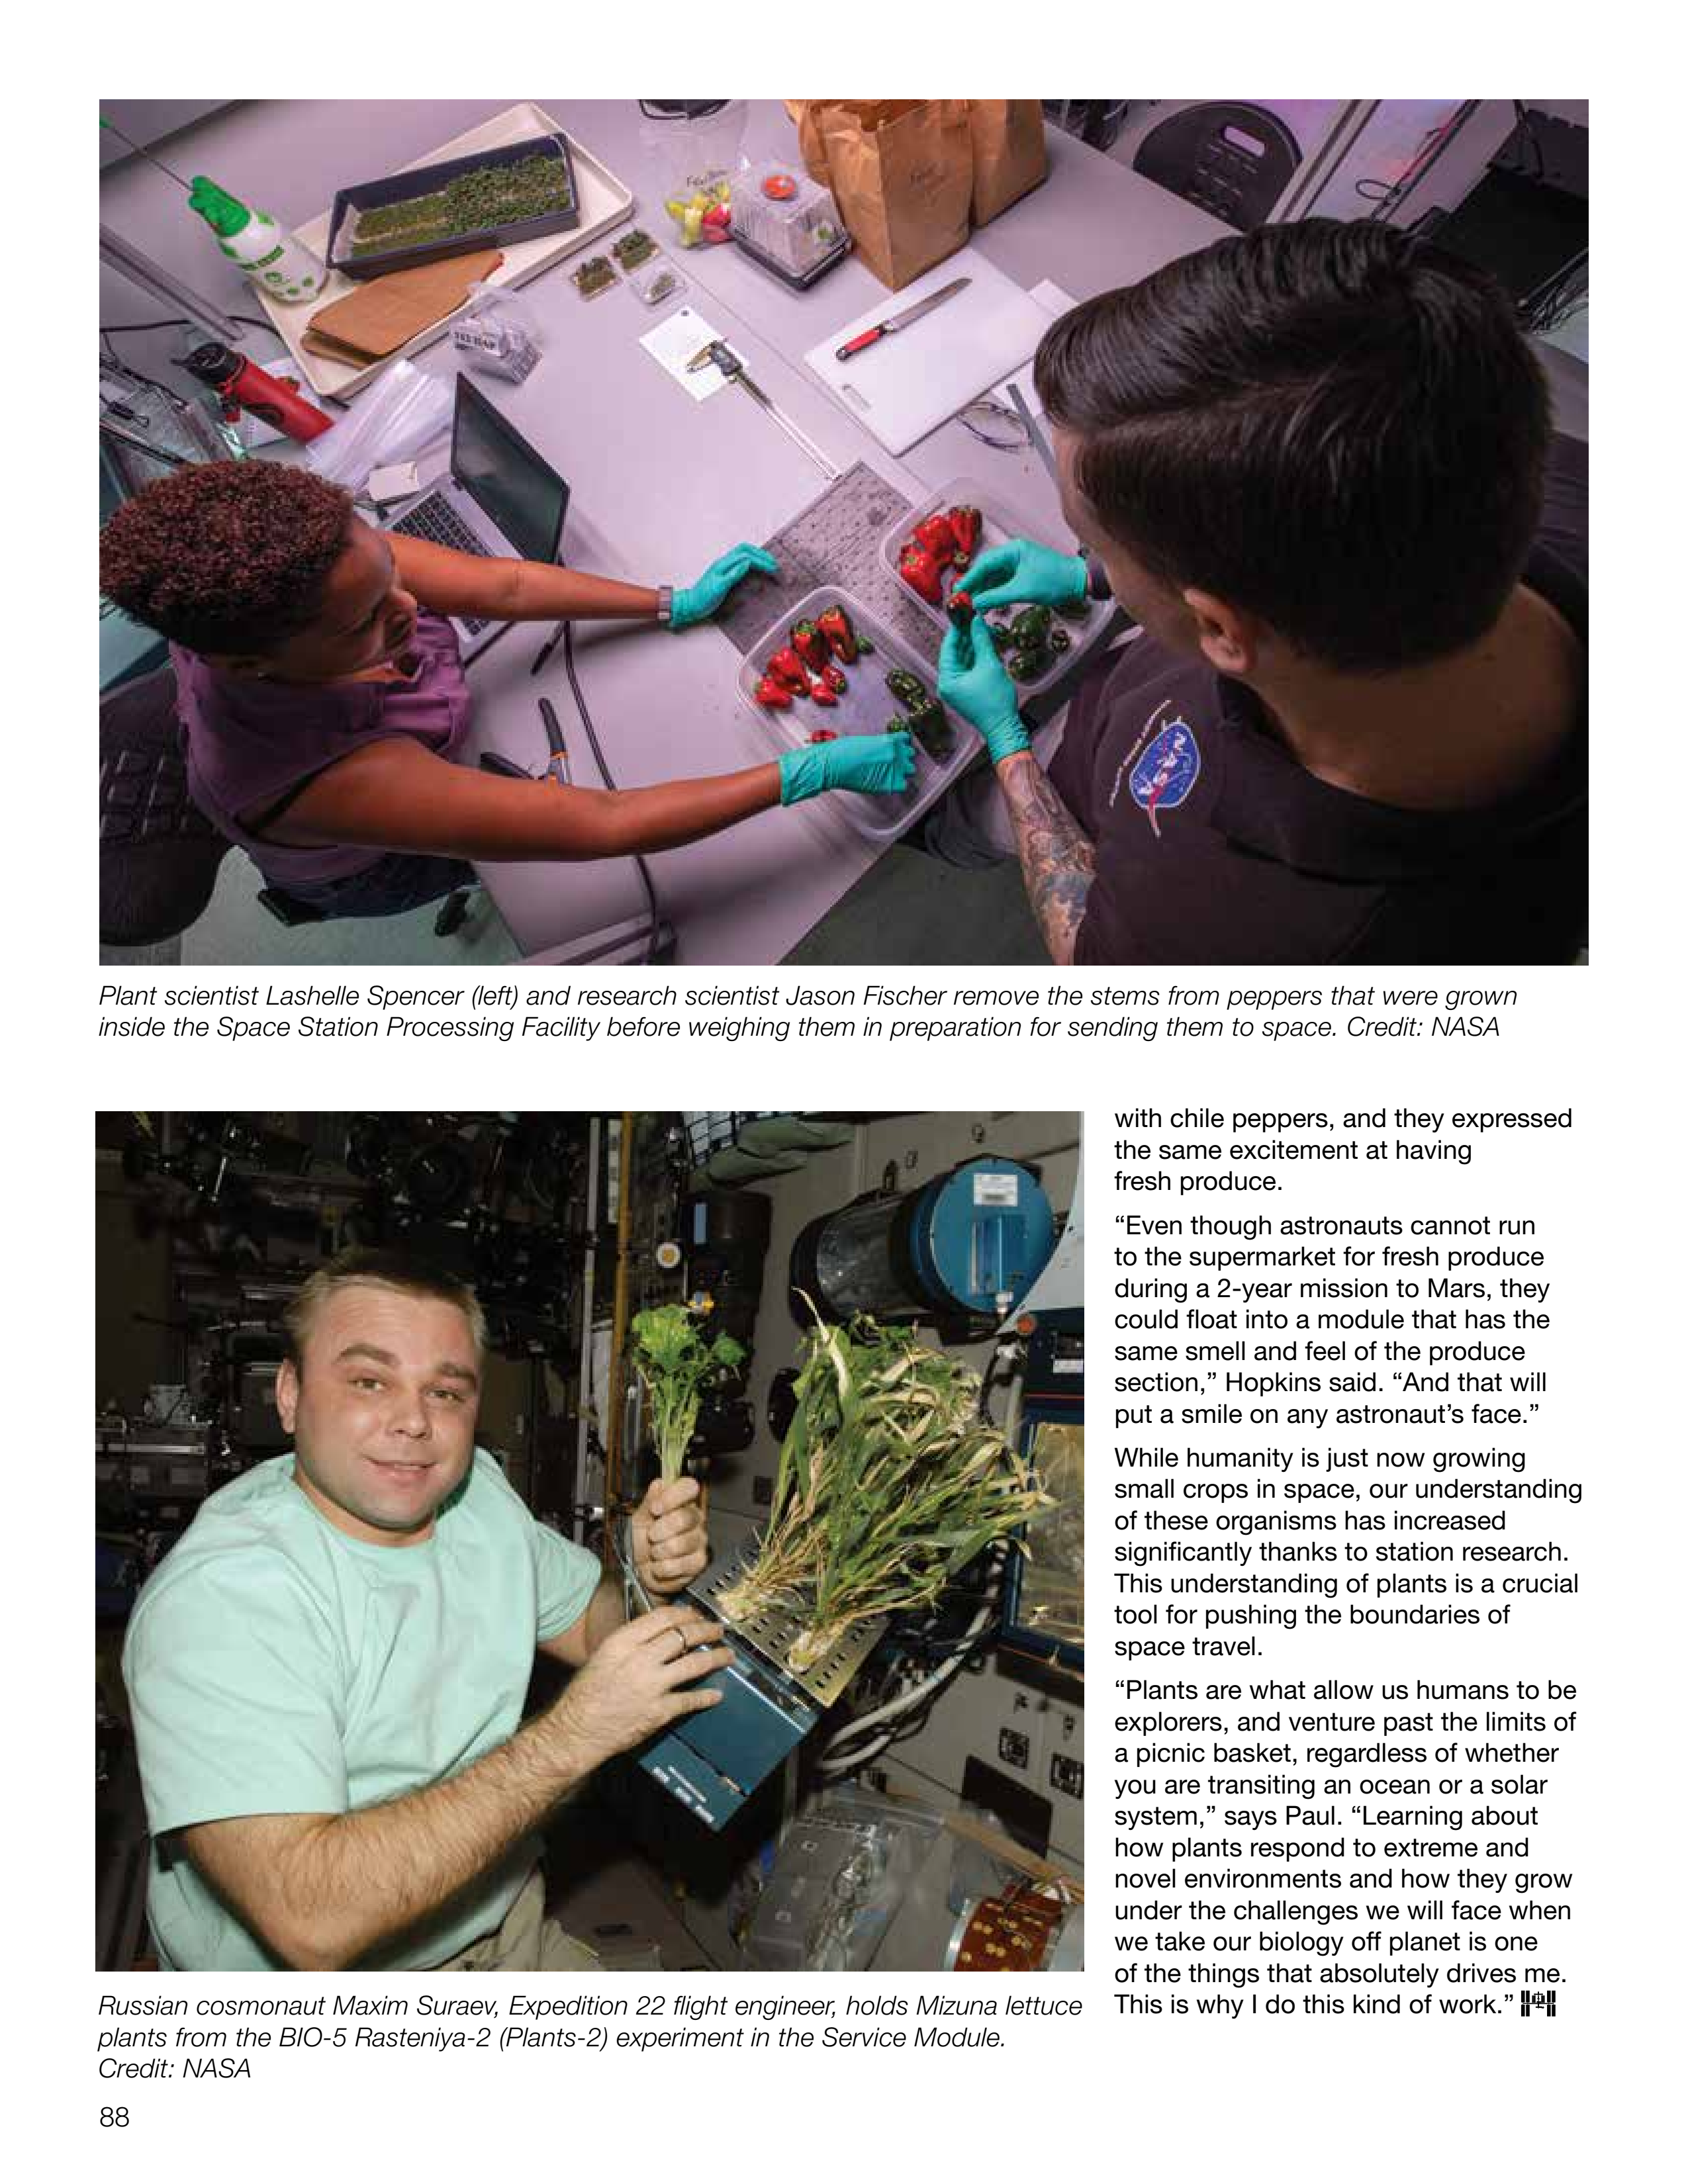 Plant scientist Lashelle Spencer (left) and research scientist Jason Fischer remove the stems from peppers that were grown
inside the Space Station Processing Facility before weighing them in preparation for sending them to space. Credit: NASA
with chile peppers, and they expressed
the same excitement at having
fresh produce.
“Even though astronauts cannot run
to the supermarket for fresh produce
during a 2-year mission to Mars, they
could float into a module that has the
same smell and feel of the produce
section,” Hopkins said. “And that will
put a smile on any astronaut’s face.”
While humanity is just now growing
small crops in space, our understanding
of these organisms has increased
significantly thanks to station research.
This understanding of plants is a crucial
tool for pushing the boundaries of
space travel.
“Plants are what allow us humans to be
explorers, and venture past the limits of
a picnic basket, regardless of whether
you are transiting an ocean or a solar
system,” says Paul. “Learning about
how plants respond to extreme and
novel environments and how they grow
under the challenges we will face when
we take our biology off planet is one
of the things that absolutely drives me.
This is why I do this kind of work.”
Russian cosmonaut Maxim Suraev, Expedition 22 flight engineer, holds Mizuna lettuce
plants from the BIO-5 Rasteniya-2 (Plants-2) experiment in the Service Module.
Credit: NASA
88